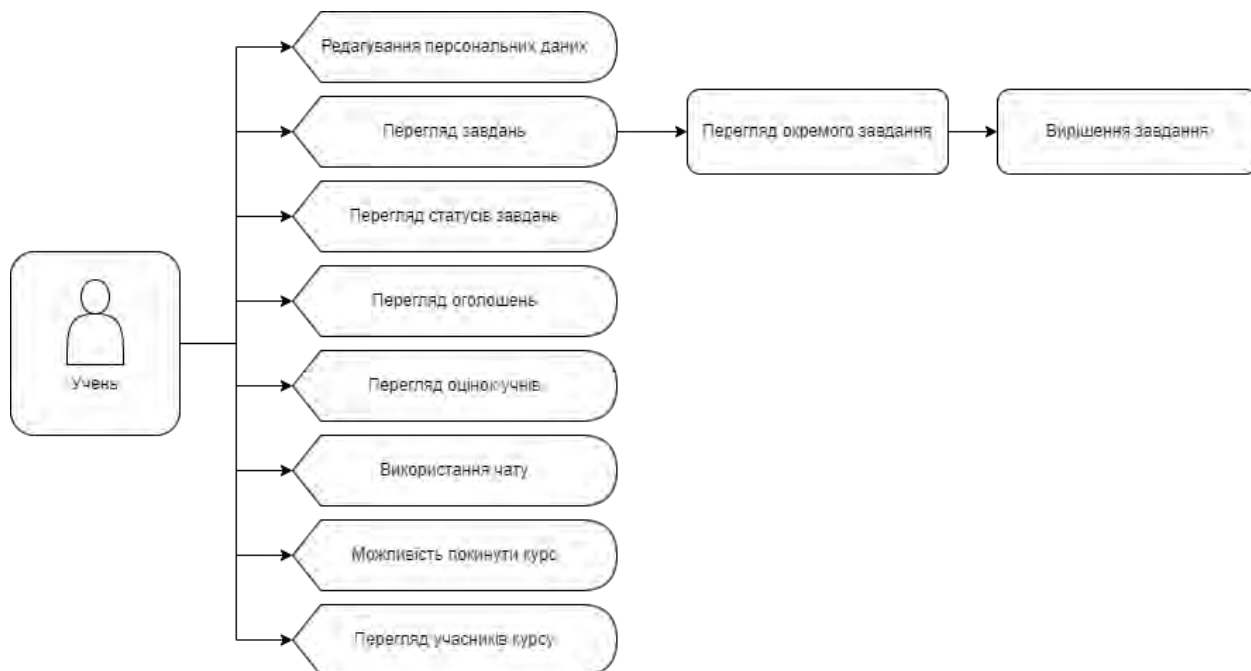 Редагування персональних даних
Перегляд завдань
Перегляд окремого завдання
Вирішення завдання
Перегляд статусів завдань
Перегляд оголошень
Учень
Перегляд оцінок учнів
Використання чату
Можливість покинути курс
Перегляд учасників курсу